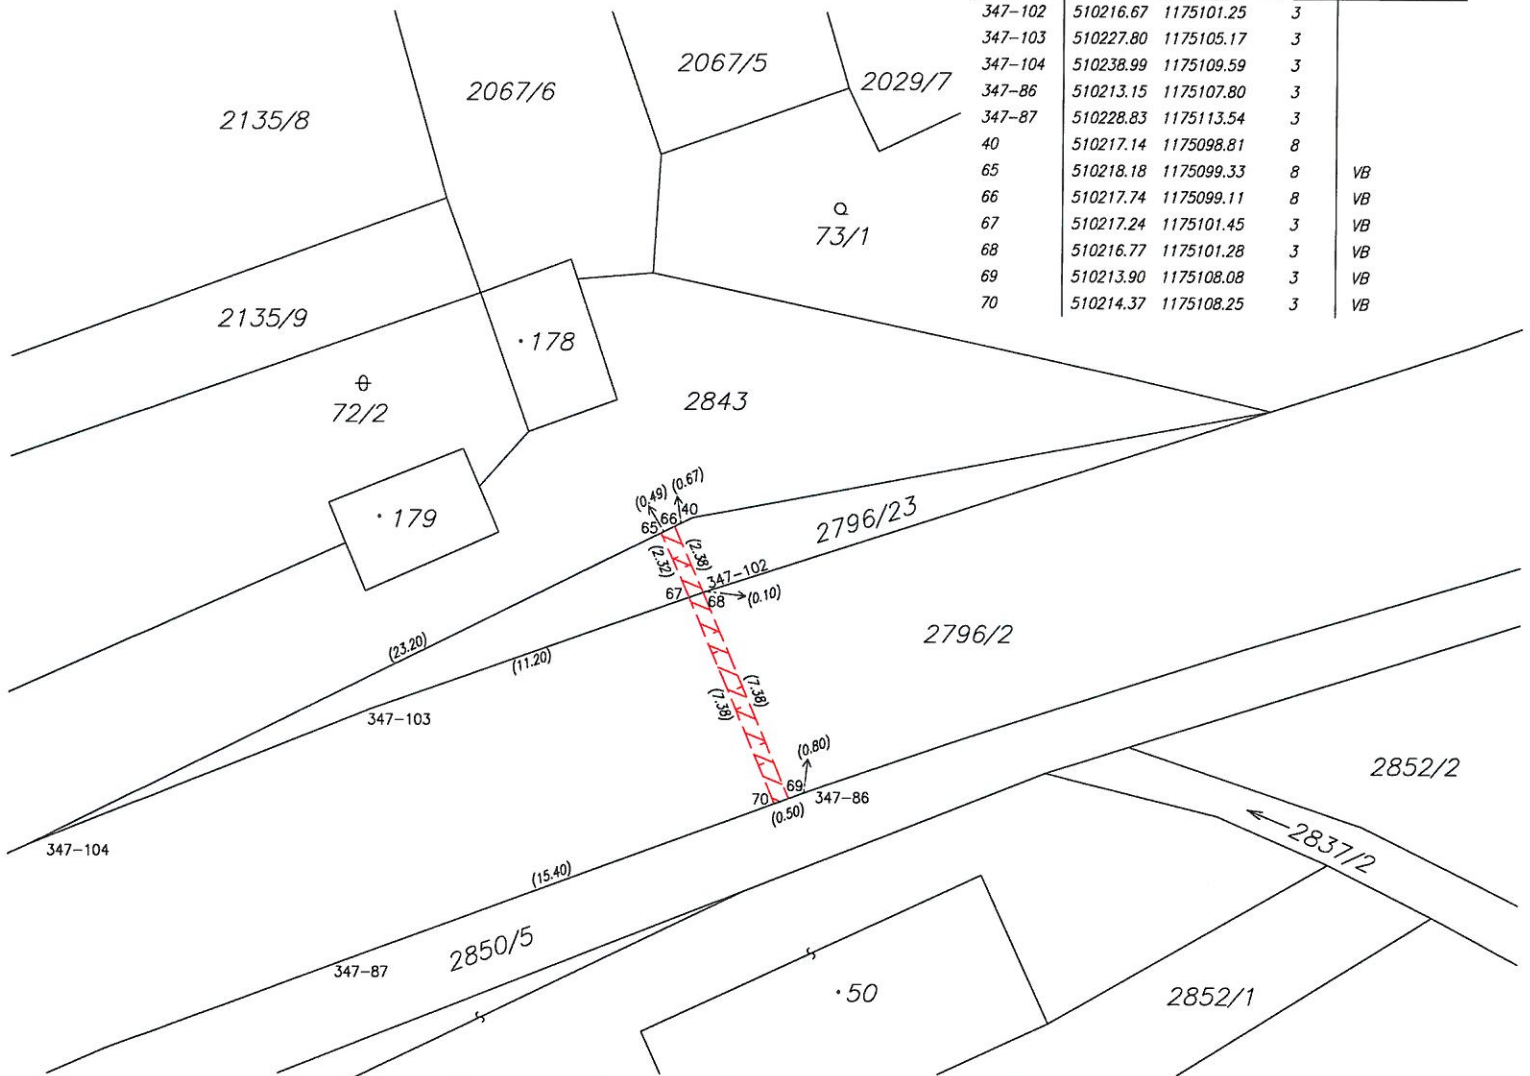 347-102 510216.67 1175101.25 3
347-103 510227.80 1175105.17 3
347-104 510238.99 1175109.59 3
347-86 510213.15 1175107.80 3
347-87 510228.83 1175113.54 3
40 510217.14 1175098.81 8
65 510218.18 1175099.33 8 VB
66 510217.74 1175099.11 8 VB
67 510217.24 1175101.45 3 VB
68 510216.77 1175101.28 3 VB
69 510213.90 1175108.08 3 VB
70 510214.37 1175108.25 3 VB
2067/5
2067/6
2029/7
2135/8
73/1
2135/9
178
72/2
2843
179
(0.49) (0.67)
65 66 40
2796/23
(2.32) (2.38)
347-102
67 68 (0.10)
2796/2
(23.20)
(11.20)
347-103
(7.38) (7.38)
(0.80)
2852/2
70 69 347-86
(0.50)
347-104
2837/2
(15.40)
2850/5
347-87
50
2852/1